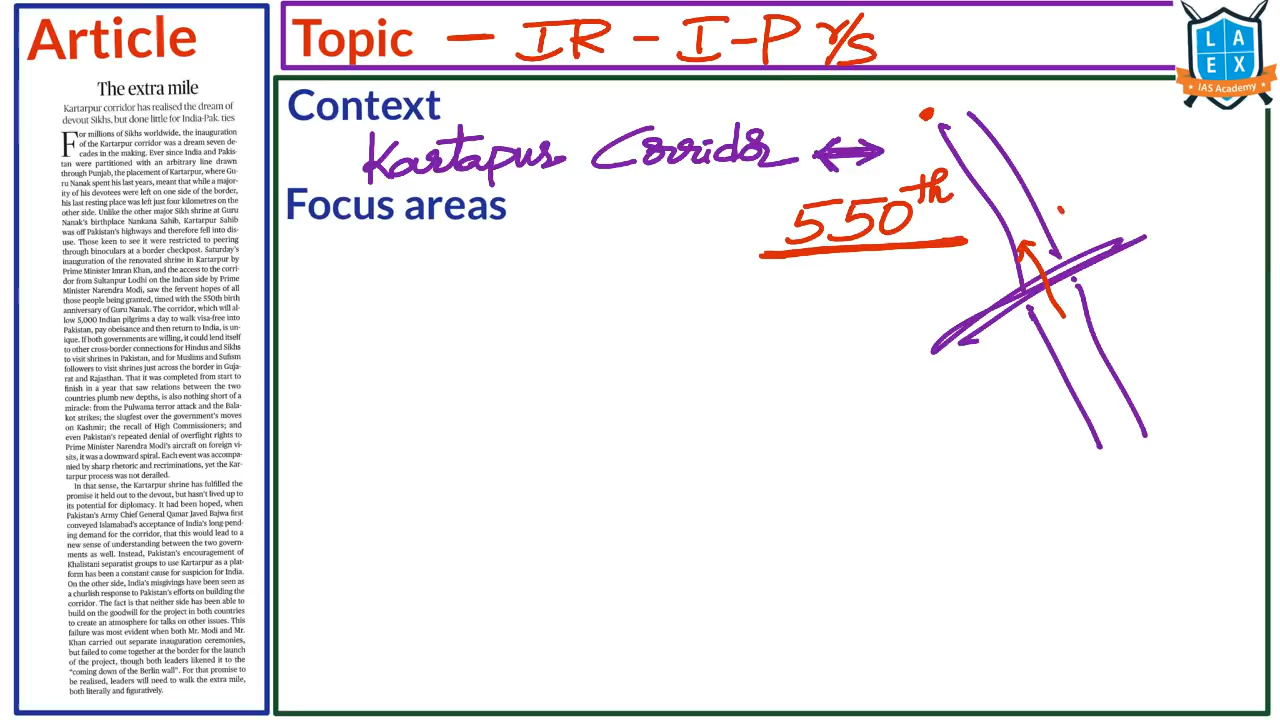 Article
The extra mile
Kartarpur corridor has realised the dream of
devout Sikhs, but done little for India-Pak. ties
For millions of Sikhs worldwide, the inauguration
of the Kartarpur corridor was a dream seven de-
cades in the making. Ever since India and Pakis-
tan were partitioned with an arbitrary line drawn
through Punjab, the placement of Kartarpur, where Gu-
ru Nanak spent his last years, meant that while a major-
ity of his devotees were left on one side of the border,
his last resting place was left just four kilometres on the
other side. Unlike the other major Sikh shrine at Guru
Nanak's birthplace Nankana Sahib, Kartarpur Sahib
was off Pakistan's highways and therefore fell into dis-
use. Those keen to see it were restricted to peering
through binoculars at a border checkpost. Saturday's
inauguration of the renovated shrine in Kartarpur by
Prime Minister Imran Khan, and the access to the corri-
dor from Sultanpur Lodhi on the Indian side by Prime
Minister Narendra Modi, saw the fervent hopes of all
those people being granted, timed with the 550th birth
anniversary of Guru Nanak. The corridor, which will al-
low 5,000 Indian pilgrims a day to walk visa-free into
Pakistan, pay obeisance and then return to India, is un-
ique. If both governments are willing, it could lend itself
to other cross-border connections for Hindus and Sikhs
to visit shrines in Pakistan, and for Muslims and Sufism
followers to visit shrines just across the border in Guja-
rat and Rajasthan. That it was completed from start to
finish in a year that saw relations between the two
countries plumb new depths, is also nothing short of a
miracle: from the Pulwama terror attack and the Bala-
kot strikes; the slugfest over the government's moves
on Kashmir; the recall of High Commissioners; and
even Pakistan's repeated denial of overflight rights to
Prime Minister Narendra Modi's aircraft on foreign vi-
sits, it was a downward spiral. Each event was accompa-
nied by sharp rhetoric and recriminations, yet the Kar-
tarpur process was not derailed.
In that sense, the Kartarpur shrine has fulfilled the
promise it held out to the devout, but hasn't lived up to
its potential for diplomacy. It had been hoped, when
Pakistan's Army Chief General Qamar Javed Bajwa first
conveyed Islamabad's acceptance of India's long-pend-
ing demand for the corridor, that this would lead to a
new sense of understanding between the two govern-
ments as well. Instead, Pakistan's encouragement of
Khalistani separatist groups to use Kartarpur as a plat-
form has been a constant cause for suspicion for India.
On the other side, India's misgivings have been seen as
a churlish response to Pakistan's efforts on building the
corridor. The fact is that neither side has been able to
build on the goodwill for the project in both countries
to create an atmosphere for talks on other issues. This
failure was most evident when both Mr. Modi and Mr.
Khan carried out separate inauguration ceremonies,
but failed to come together at the border for the launch
of the project, though both leaders likened it to the
"coming down of the Berlin wall". For that promise to
be realised, leaders will need to walk the extra mile,
both literally and figuratively.
Topic - IR - I-P r/s
LAEX
IAS Academy
Context
Kartapur Corridor
Focus areas
550th